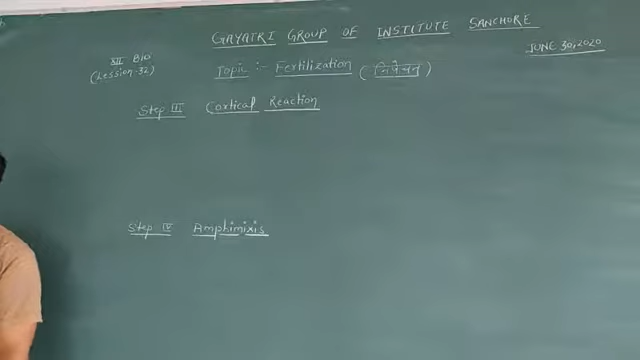 GAYATRI GROUP OF INSTITUTE SANCHORE
XII BIO
(Lession-32)
JUNE 30, 2020
Topic :- Fertilization (निषेचन)
Step III Cortical Reaction
Step IV Amphimixis